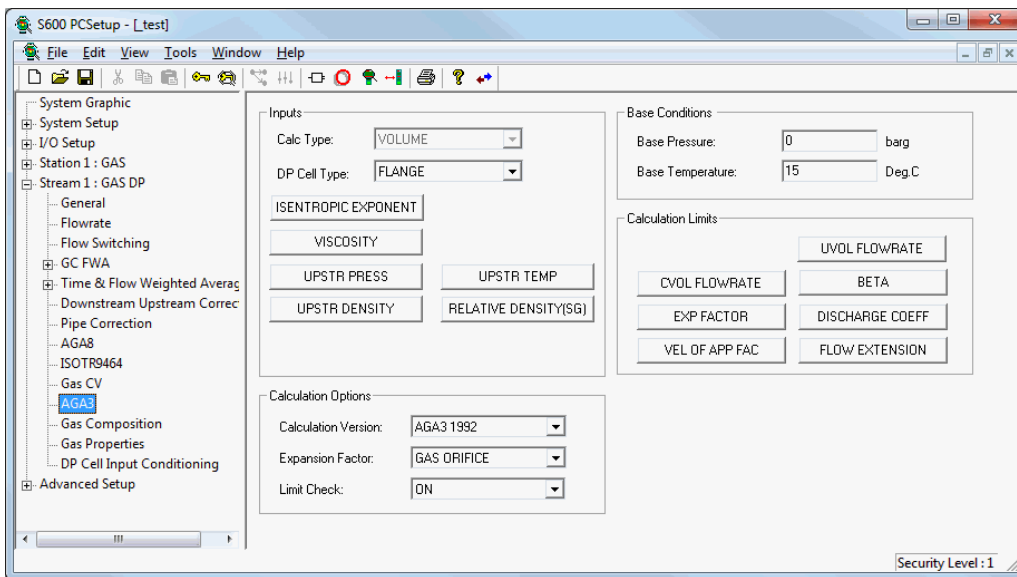 S600 PCSetup - [_test]
File Edit View Tools Window Help
System Graphic
System Setup
I/O Setup
Station 1 : GAS
Stream 1 : GAS DP
General
Flowrate
Flow Switching
GC FWA
Time & Flow Weighted Averag
Downstream Upstream Correc
Pipe Correction
AGA8
ISOTR9464
Gas CV
AGA3
Gas Composition
Gas Properties
DP Cell Input Conditioning
Advanced Setup
Inputs
Calc Type: VOLUME
DP Cell Type: FLANGE
ISENTROPIC EXPONENT
VISCOSITY
UPSTR PRESS UPSTR TEMP
UPSTR DENSITY RELATIVE DENSITY(SG)
Calculation Options
Calculation Version: AGA3 1992
Expansion Factor: GAS ORIFICE
Limit Check: ON
Base Conditions
Base Pressure: 0 barg
Base Temperature: 15 Deg.C
Calculation Limits
UVOL FLOWRATE
CVOL FLOWRATE BETA
EXP FACTOR DISCHARGE COEFF
VEL OF APP FAC FLOW EXTENSION
Security Level : 1